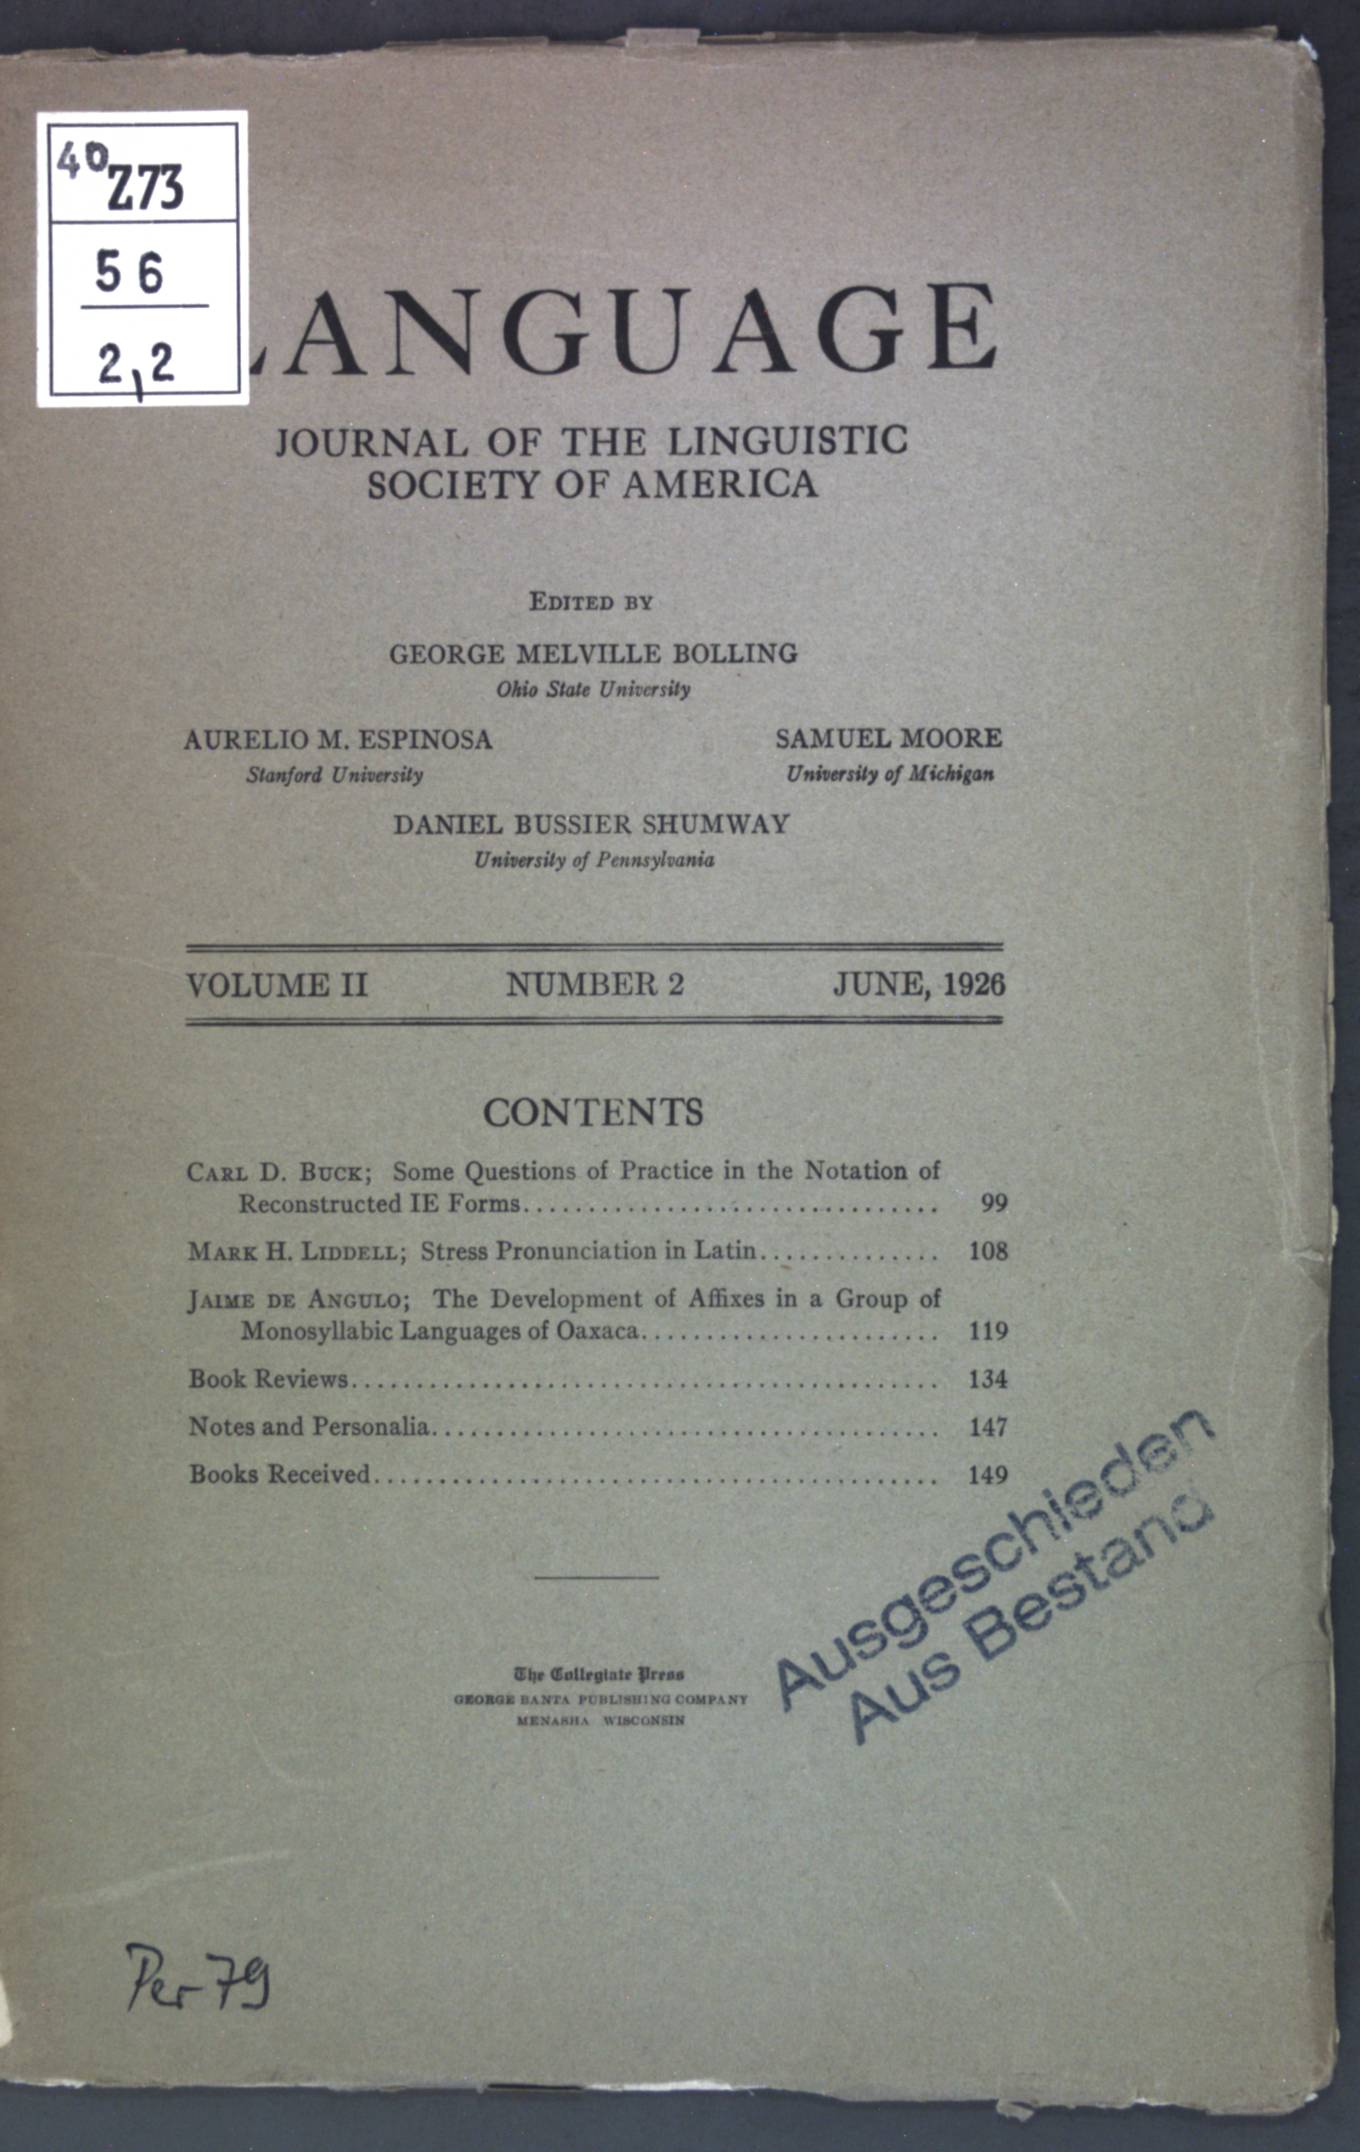 40 Z73
56
2,2
LANGUAGE
JOURNAL OF THE LINGUISTIC
SOCIETY OF AMERICA
EDITED BY
GEORGE MELVILLE BOLLING
Ohio State University
AURELIO M. ESPINOSA SAMUEL MOORE
Stanford University University of Michigan
DANIEL BUSSIER SHUMWAY
University of Pennsylvania
VOLUME II NUMBER 2 JUNE, 1926
CONTENTS
CARL D. BUCK; Some Questions of Practice in the Notation of
Reconstructed IE Forms................................ 99
MARK H. LIDDELL; Stress Pronunciation in Latin.............. 108
JAIME DE ANGULO; The Development of Affixes in a Group of
Monosyllabic Languages of Oaxaca....................... 119
Book Reviews.............................................. 134
Notes and Personalia....................................... 147
Books Received............................................ 149
Ausgeschieden
Aus Bestand
The Collegiate Press
GEORGE BANTA PUBLISHING COMPANY
MENASHA WISCONSIN
Per 79